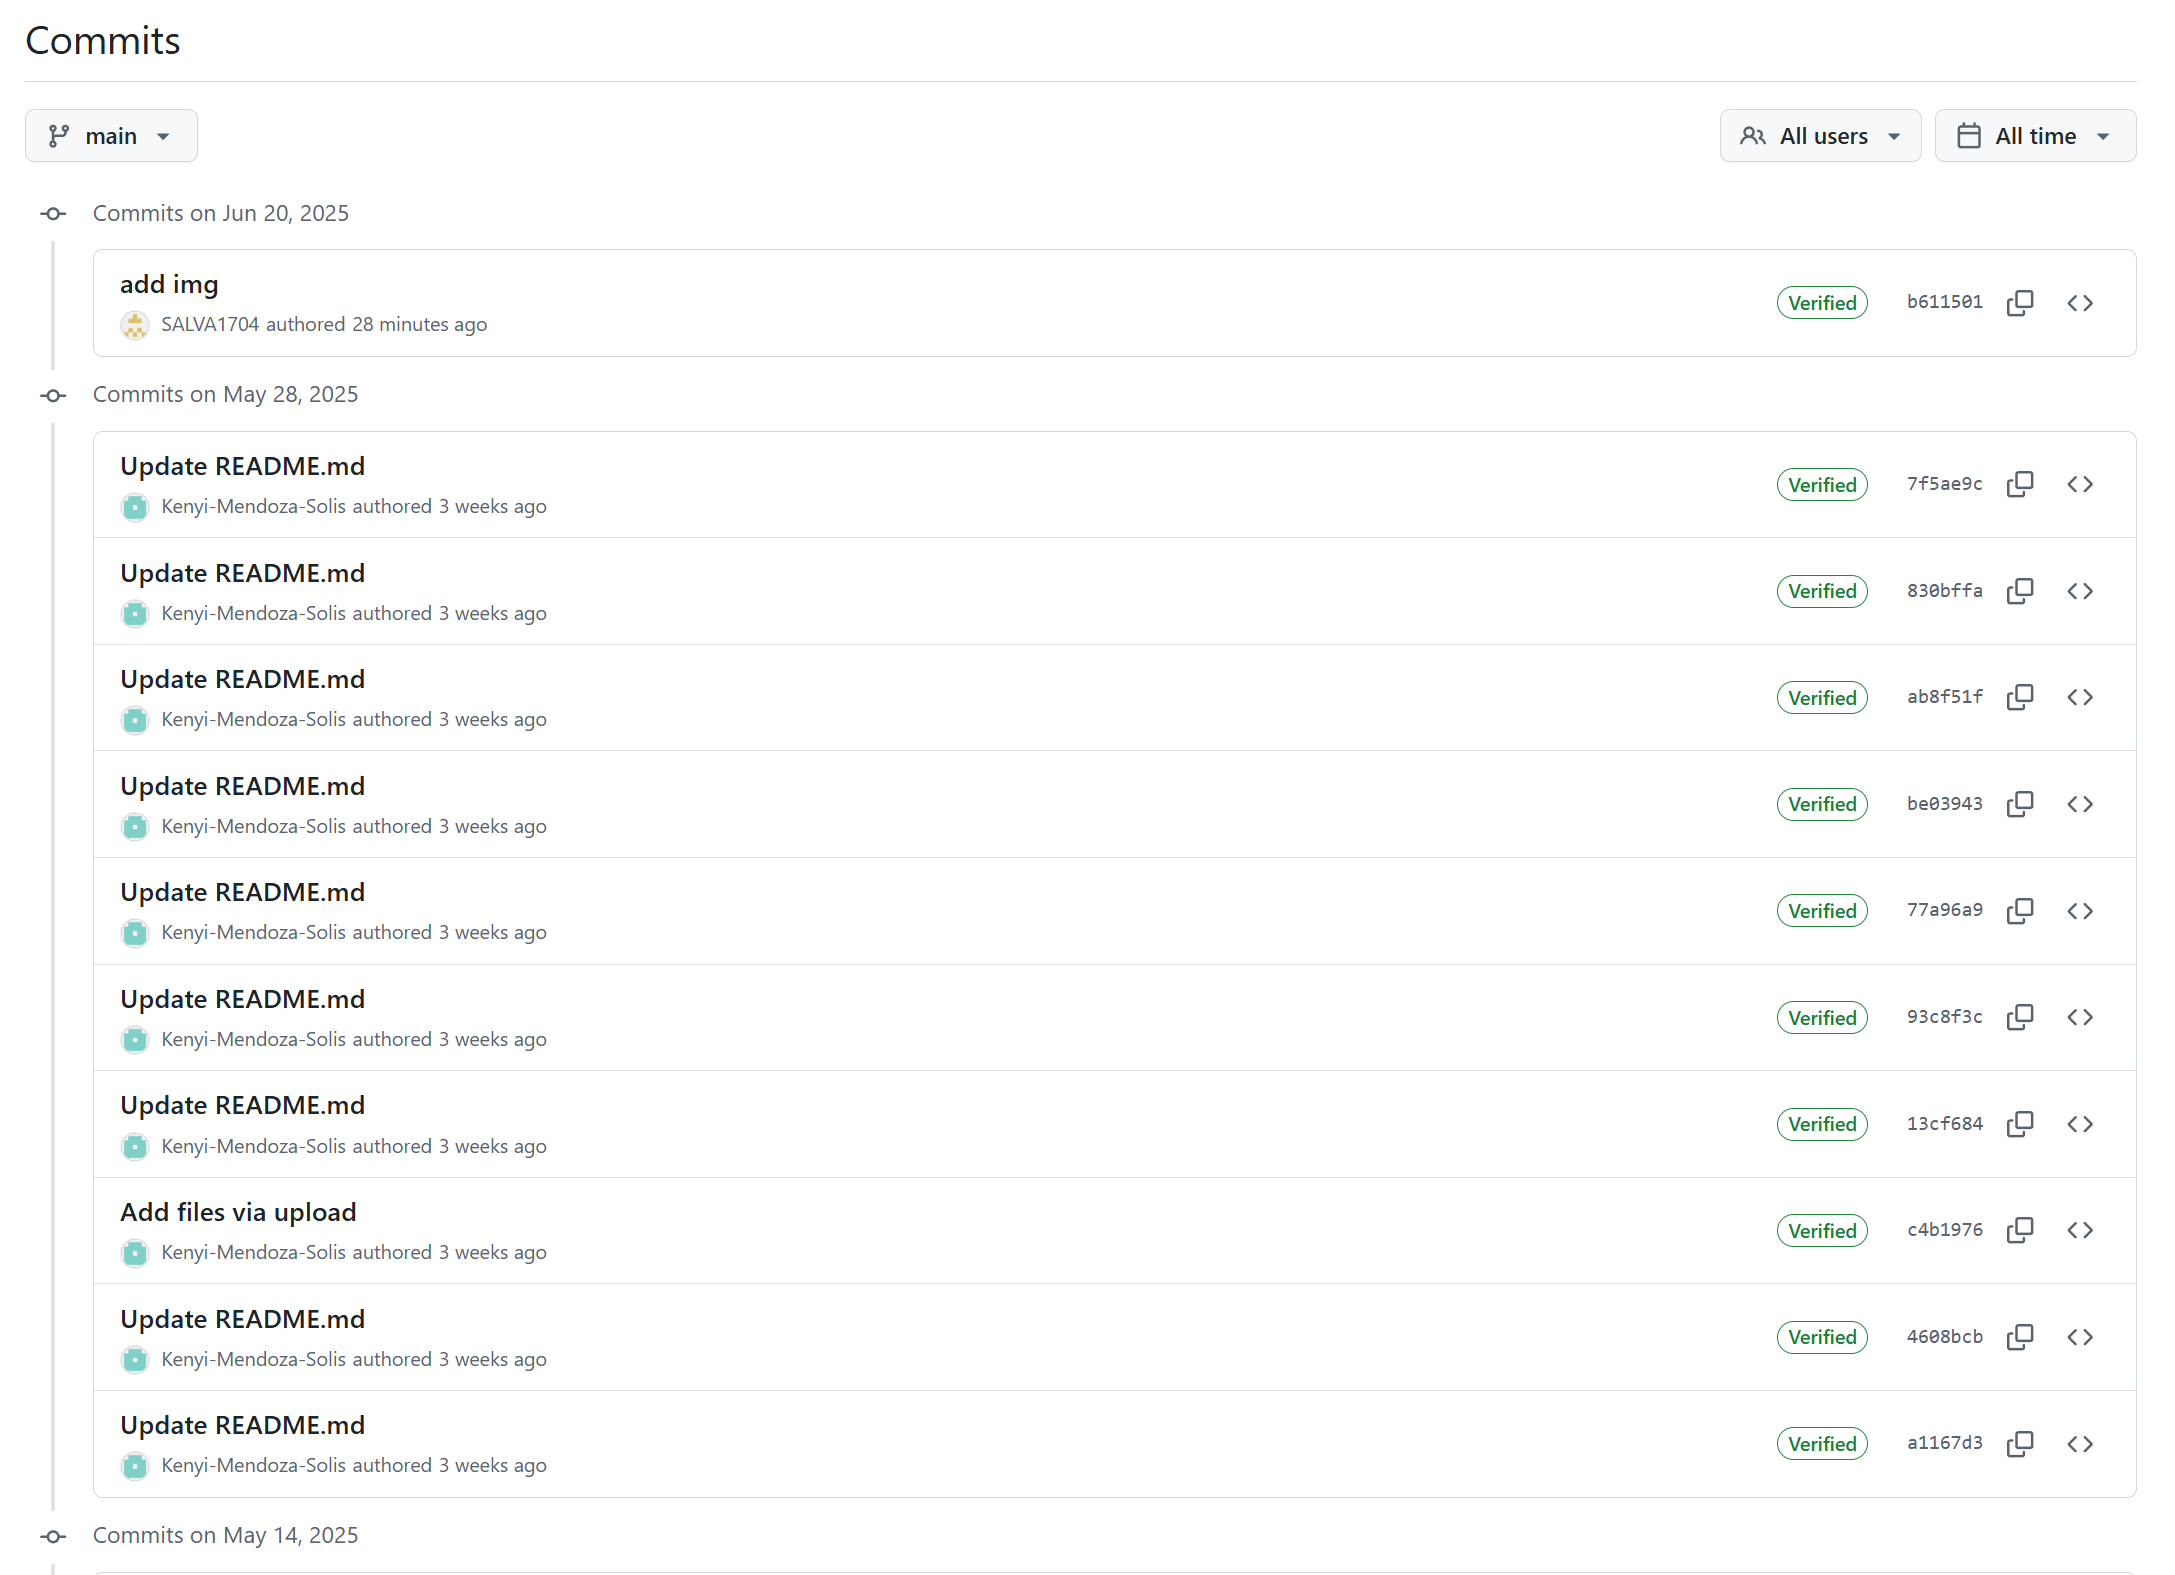 Commits
main
All users
All time
Commits on Jun 20, 2025
add img
SALVA1704 authored 28 minutes ago
Verified
b611501
Commits on May 28, 2025
Update README.md
Kenyi-Mendoza-Solis authored 3 weeks ago
Verified
7f5ae9c
Update README.md
Kenyi-Mendoza-Solis authored 3 weeks ago
Verified
830bffa
Update README.md
Kenyi-Mendoza-Solis authored 3 weeks ago
Verified
ab8f51f
Update README.md
Kenyi-Mendoza-Solis authored 3 weeks ago
Verified
be03943
Update README.md
Kenyi-Mendoza-Solis authored 3 weeks ago
Verified
77a96a9
Update README.md
Kenyi-Mendoza-Solis authored 3 weeks ago
Verified
93c8f3c
Update README.md
Kenyi-Mendoza-Solis authored 3 weeks ago
Verified
13cf684
Add files via upload
Kenyi-Mendoza-Solis authored 3 weeks ago
Verified
c4b1976
Update README.md
Kenyi-Mendoza-Solis authored 3 weeks ago
Verified
4608bcb
Update README.md
Kenyi-Mendoza-Solis authored 3 weeks ago
Verified
a1167d3
Commits on May 14, 2025